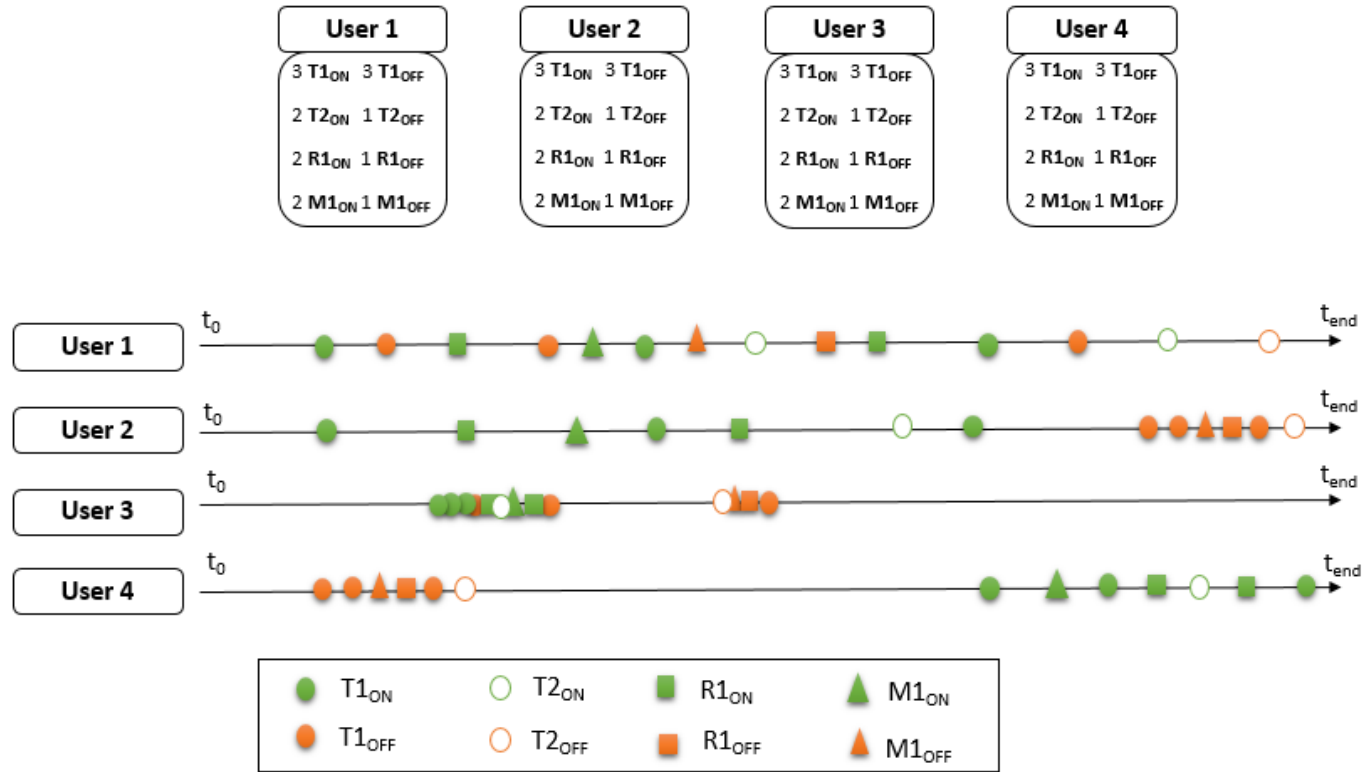 User 1 User 2 User 3 User 4
3 T1ON 3 T1OFF 3 T1ON 3 T1OFF 3 T1ON 3 T1OFF 3 T1ON 3 T1OFF
2 T2ON 1 T2OFF 2 T2ON 1 T2OFF 2 T2ON 1 T2OFF 2 T2ON 1 T2OFF
2 R1ON 1 R1OFF 2 R1ON 1 R1OFF 2 R1ON 1 R1OFF 2 R1ON 1 R1OFF
2 M1ON 1 M1OFF 2 M1ON 1 M1OFF 2 M1ON 1 M1OFF 2 M1ON 1 M1OFF
User 1 t0 tend
User 2 t0 tend
User 3 t0 tend
User 4 t0 tend
T1ON T2ON R1ON M1ON
T1OFF T2OFF R1OFF M1OFF